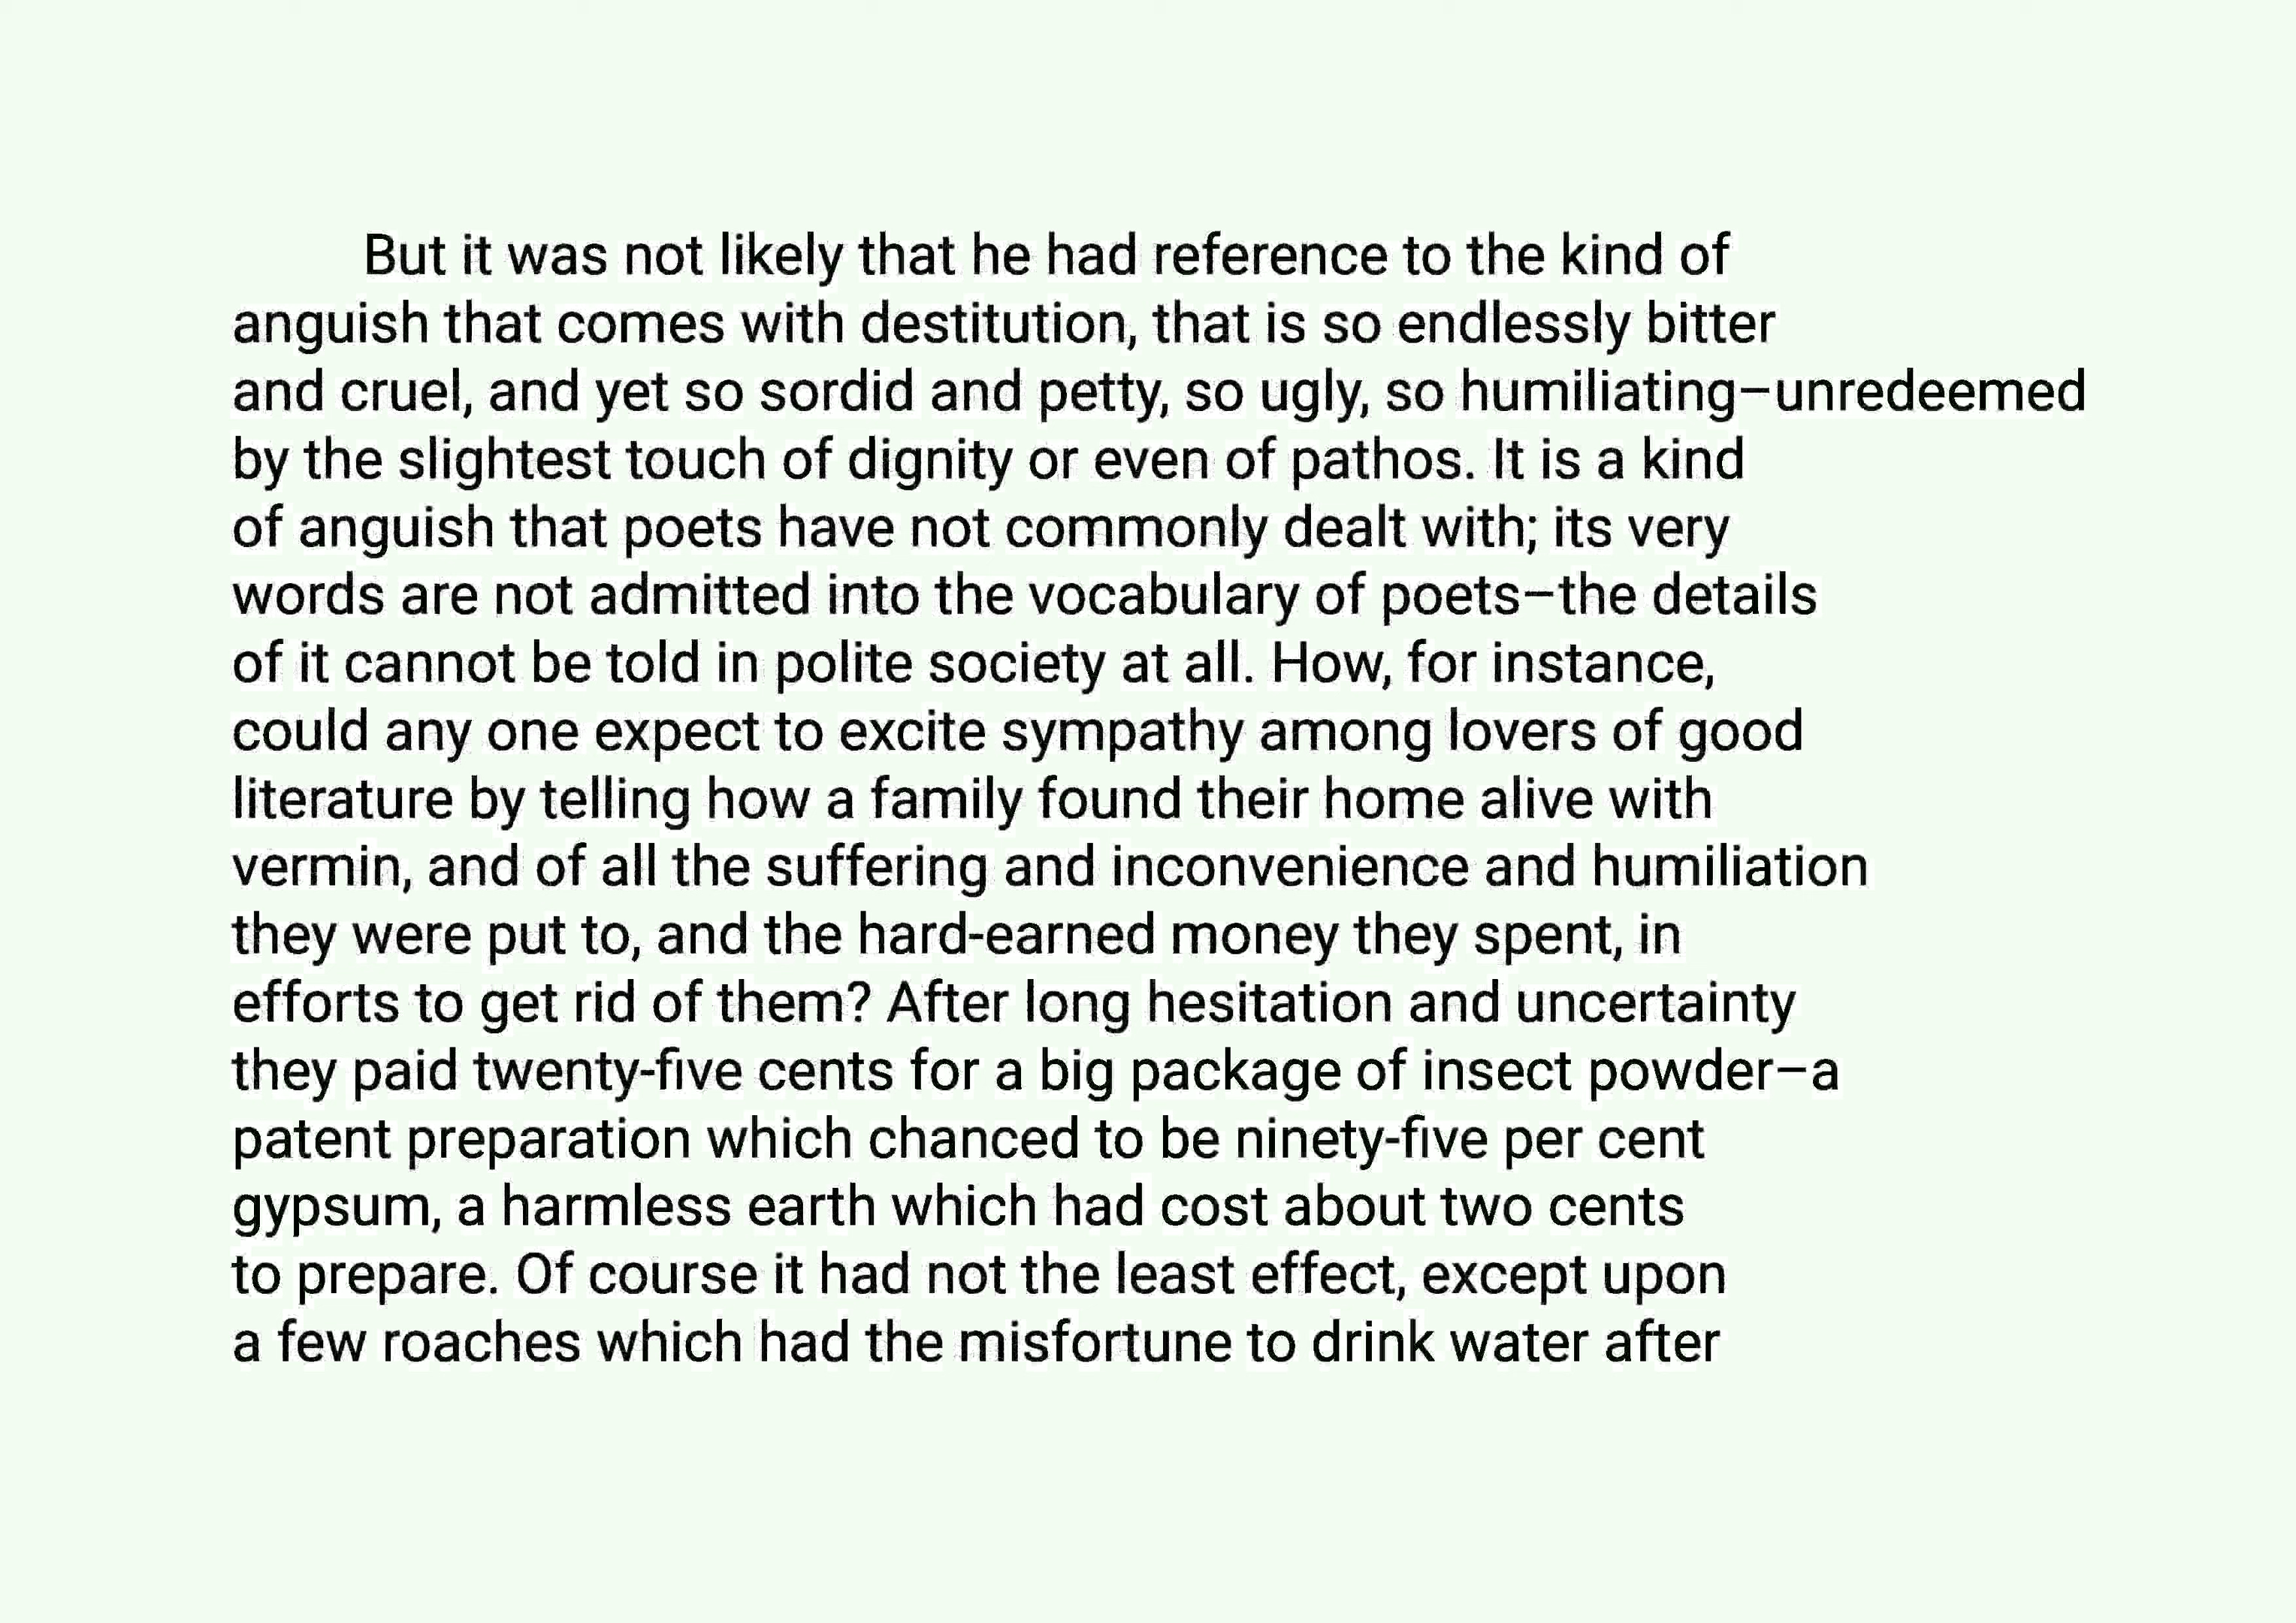 But it was not likely that he had reference to the kind of
anguish that comes with destitution, that is so endlessly bitter
and cruel, and yet so sordid and petty, so ugly, so humiliating–unredeemed
by the slightest touch of dignity or even of pathos. It is a kind
of anguish that poets have not commonly dealt with; its very
words are not admitted into the vocabulary of poets–the details
of it cannot be told in polite society at all. How, for instance,
could any one expect to excite sympathy among lovers of good
literature by telling how a family found their home alive with
vermin, and of all the suffering and inconvenience and humiliation
they were put to, and the hard-earned money they spent, in
efforts to get rid of them? After long hesitation and uncertainty
they paid twenty-five cents for a big package of insect powder–a
patent preparation which chanced to be ninety-five per cent
gypsum, a harmless earth which had cost about two cents
to prepare. Of course it had not the least effect, except upon
a few roaches which had the misfortune to drink water after